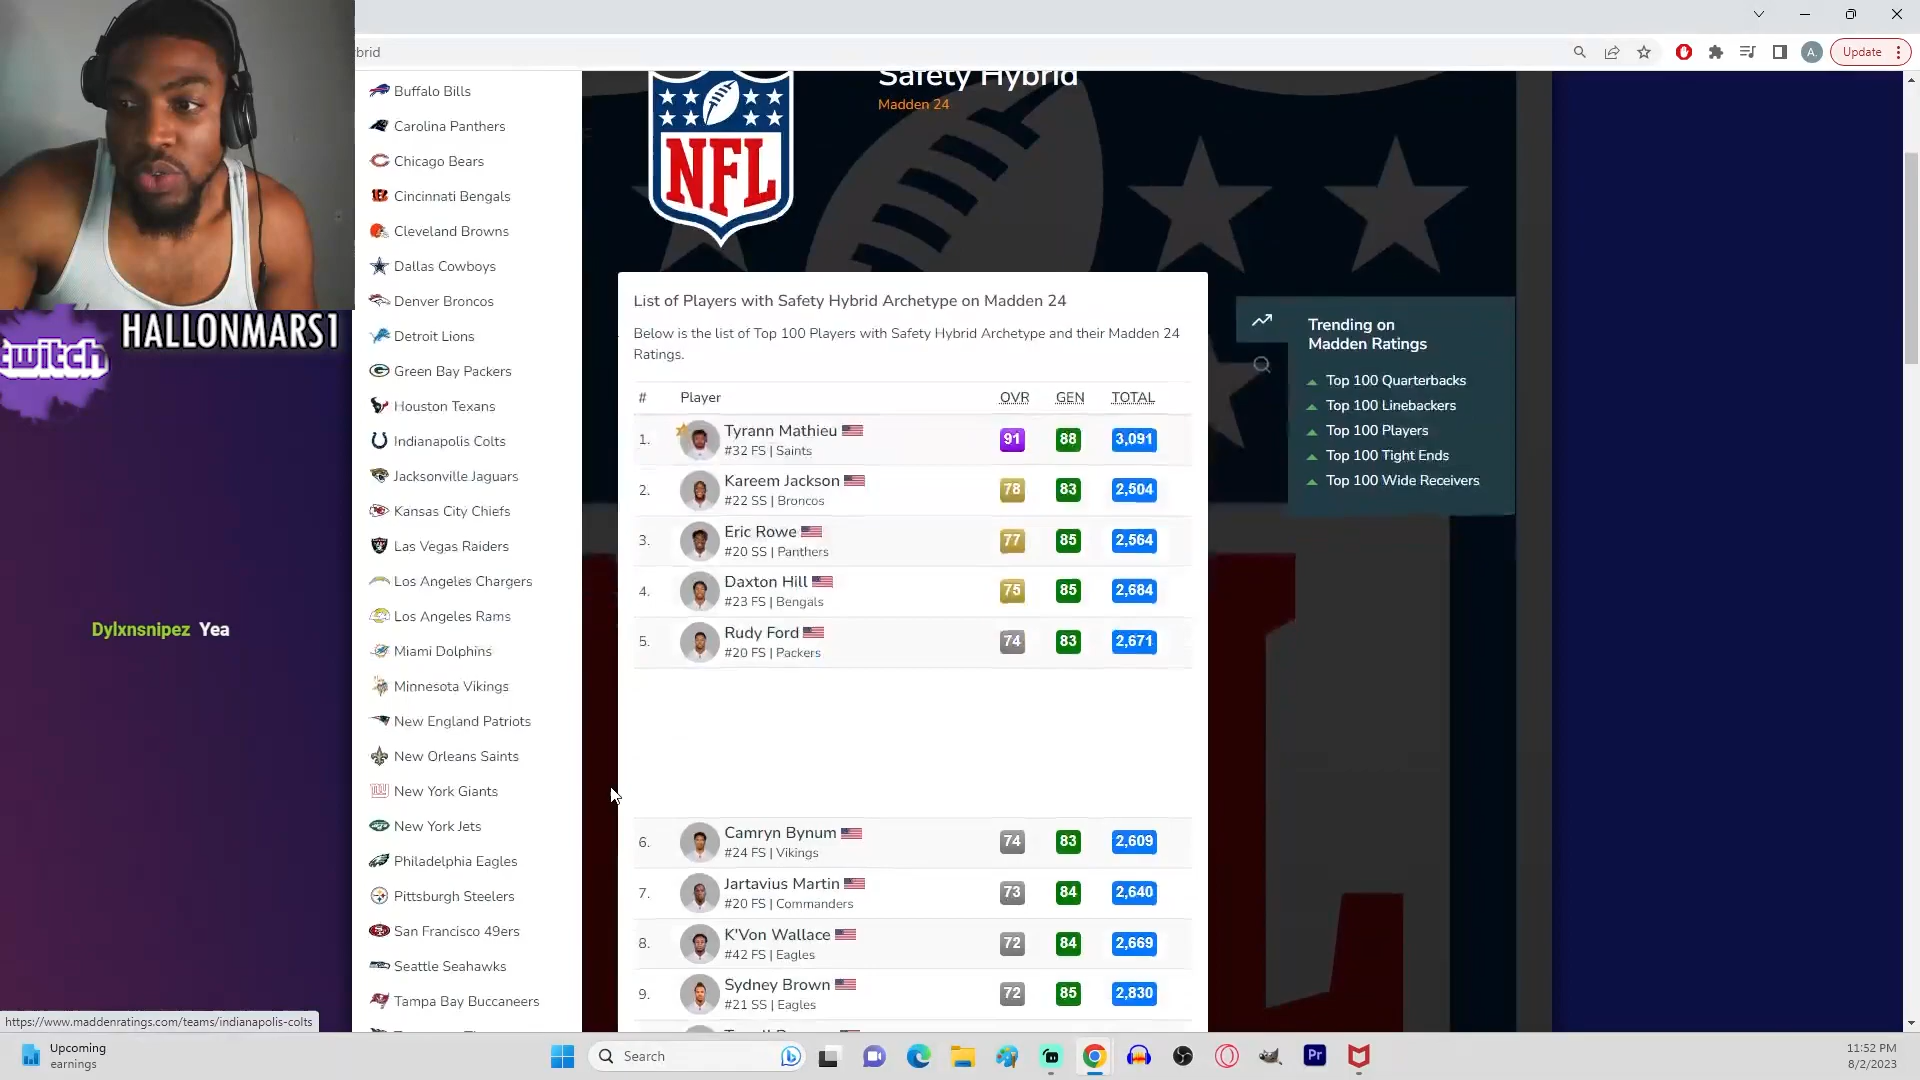 brid
Update
A.
HALLONMARS1
twitch
Dylxnsnipez Yea
Buffalo Bills
Carolina Panthers
Chicago Bears
Cincinnati Bengals
Cleveland Browns
Dallas Cowboys
Denver Broncos
Detroit Lions
Green Bay Packers
Houston Texans
Indianapolis Colts
Jacksonville Jaguars
Kansas City Chiefs
Las Vegas Raiders
Los Angeles Chargers
Los Angeles Rams
Miami Dolphins
Minnesota Vikings
New England Patriots
New Orleans Saints
New York Giants
New York Jets
Philadelphia Eagles
Pittsburgh Steelers
San Francisco 49ers
Seattle Seahawks
Tampa Bay Buccaneers
NFL
Safety Hybrid
Madden 24
List of Players with Safety Hybrid Archetype on Madden 24
Below is the list of Top 100 Players with Safety Hybrid Archetype and their Madden 24
Ratings.
# Player OVR GEN TOTAL
1. Tyrann Mathieu 91 88 3,091
#32 FS | Saints
2. Kareem Jackson 78 83 2,504
#22 SS | Broncos
3. Eric Rowe 77 85 2,564
#20 SS | Panthers
4. Daxton Hill 75 85 2,684
#23 FS | Bengals
5. Rudy Ford 74 83 2,671
#20 FS | Packers
6. Camryn Bynum 74 83 2,609
#24 FS | Vikings
7. Jartavius Martin 73 84 2,640
#20 FS | Commanders
8. K'Von Wallace 72 84 2,669
#42 FS | Eagles
9. Sydney Brown 72 85 2,830
#21 SS | Eagles
Trending on
Madden Ratings
Top 100 Quarterbacks
Top 100 Linebackers
Top 100 Players
Top 100 Tight Ends
Top 100 Wide Receivers
https://www.maddenratings.com/teams/indianapolis-colts
Upcoming
earnings
Search
Pr
11:52 PM
8/2/2023